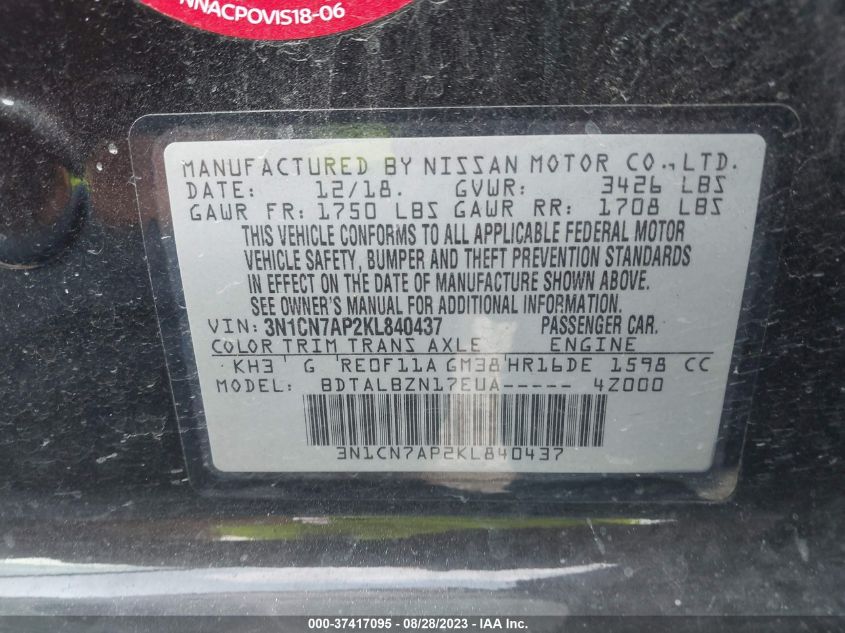 NNACPOVIS18-06
MANUFACTURED BY NISSAN MOTOR CO., LTD.
DATE: 12/18. GVWR: 3426 LBS
GAWR FR: 1750 LBS GAWR RR: 1708 LBS
THIS VEHICLE CONFORMS TO ALL APPLICABLE FEDERAL MOTOR
VEHICLE SAFETY, BUMPER AND THEFT PREVENTION STANDARDS
IN EFFECT ON THE DATE OF MANUFACTURE SHOWN ABOVE.
SEE OWNER'S MANUAL FOR ADDITIONAL INFORMATION.
VIN: 3N1CN7AP2KL840437 PASSENGER CAR.
COLOR TRIM TRANS AXLE ENGINE
KH3 G RE0F11A GM38 HR16DE 1598 CC
MODEL: BDTALBZN17EUA----- 4Z000
3N1CN7AP2KL840437
000-37417095 - 08/28/2023 - IAA Inc.